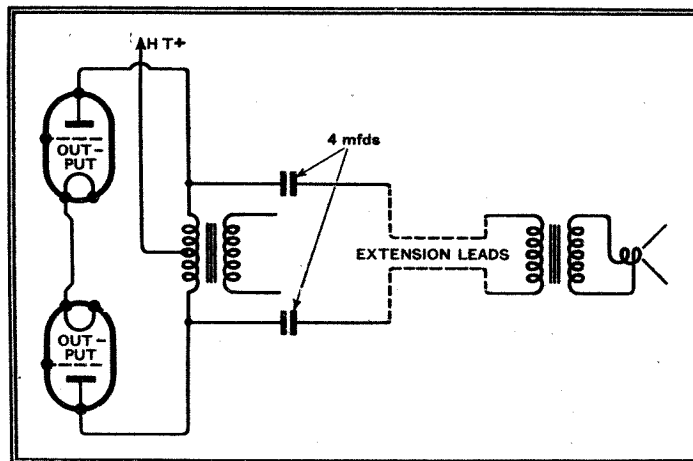 H T+
OUT-
PUT
4 mfds
EXTENSION LEADS
OUT-
PUT